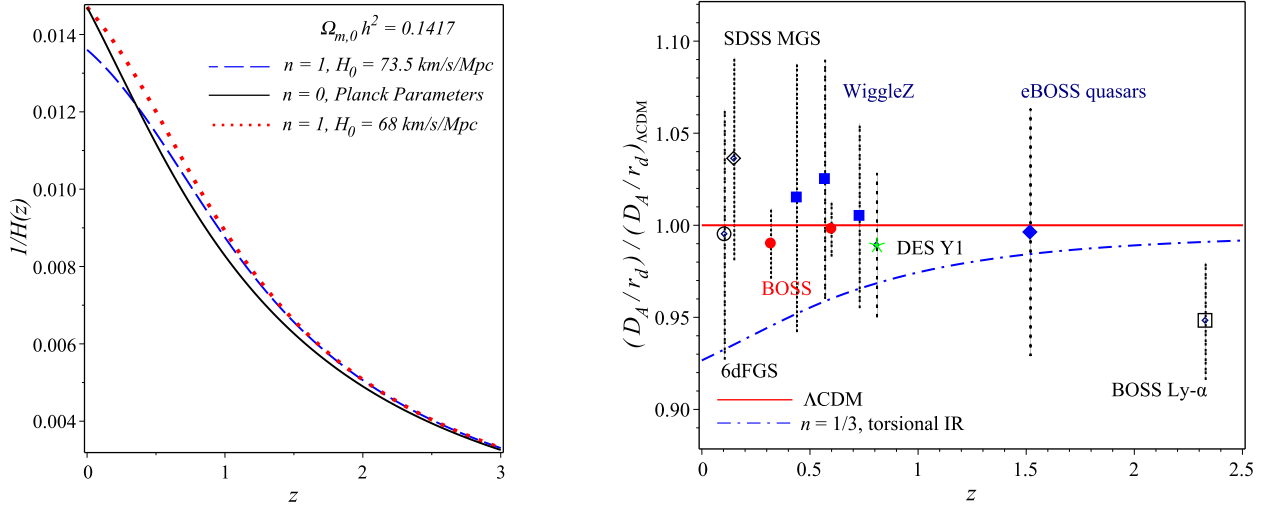 Ω_{m,0} h² = 0.1417
n = 1, H₀ = 73.5 km/s/Mpc
n = 0, Planck Parameters
n = 1, H₀ = 68 km/s/Mpc
0.014
0.012
0.010
0.008
0.006
0.004
1/H(z)
0
1
2
3
z
(D_A/r_d) / (D_A/r_d)_{ΛCDM}
1.10
1.05
1.00
0.95
0.90
SDSS MGS
WiggleZ
eBOSS quasars
DES Y1
BOSS
6dFGS
BOSS Ly-α
ΛCDM
n = 1/3, torsional IR
0
0.5
1
1.5
2
2.5
z